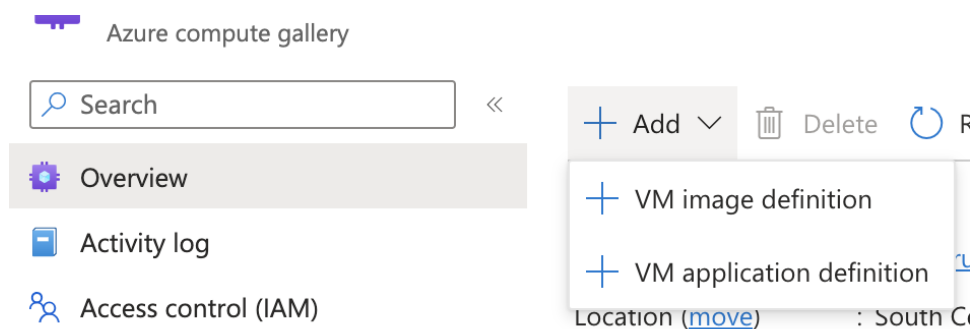 Azure compute gallery
Search
Add
Delete
Overview
VM image definition
Activity log
VM application definition
Access control (IAM)
Location (move) : South